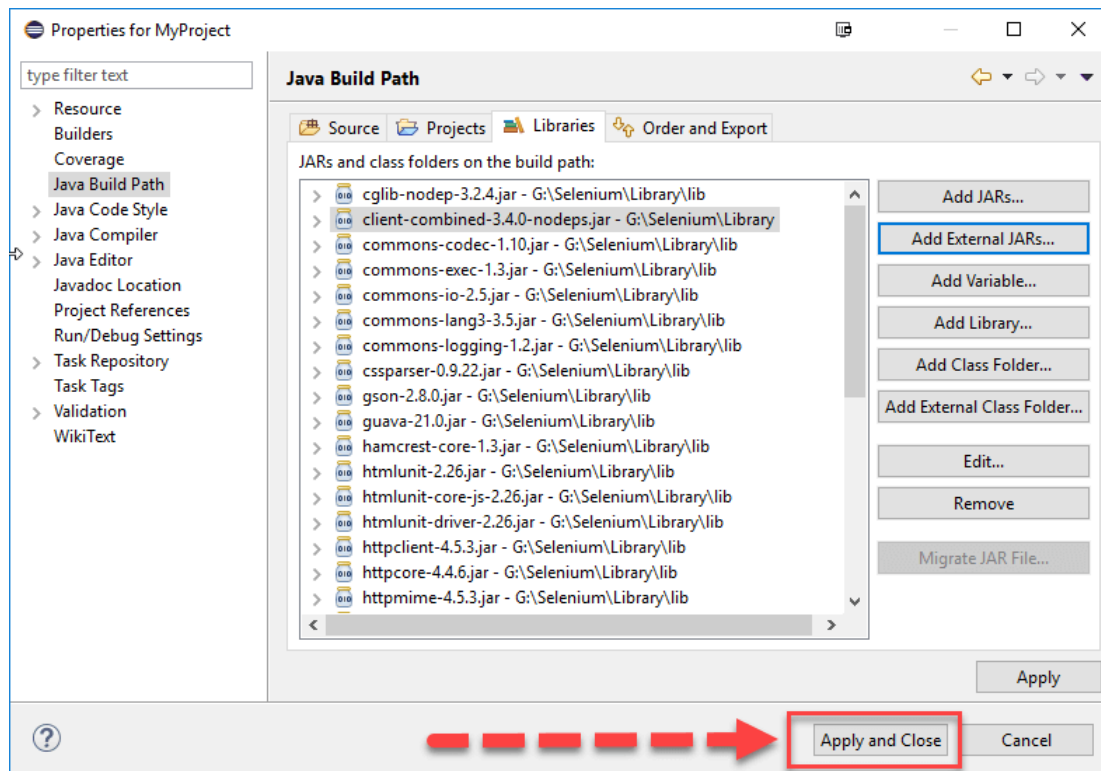 Properties for MyProject
type filter text
Resource
Builders
Coverage
Java Build Path
Java Code Style
Java Compiler
Java Editor
Javadoc Location
Project References
Run/Debug Settings
Task Repository
Task Tags
Validation
WikiText
Java Build Path
Source Projects Libraries Order and Export
JARs and class folders on the build path:
cglib-nodep-3.2.4.jar - G:\Selenium\Library\lib
client-combined-3.4.0-nodeps.jar - G:\Selenium\Library
commons-codec-1.10.jar - G:\Selenium\Library\lib
commons-exec-1.3.jar - G:\Selenium\Library\lib
commons-io-2.5.jar - G:\Selenium\Library\lib
commons-lang3-3.5.jar - G:\Selenium\Library\lib
commons-logging-1.2.jar - G:\Selenium\Library\lib
cssparser-0.9.22.jar - G:\Selenium\Library\lib
gson-2.8.0.jar - G:\Selenium\Library\lib
guava-21.0.jar - G:\Selenium\Library\lib
hamcrest-core-1.3.jar - G:\Selenium\Library\lib
htmlunit-2.26.jar - G:\Selenium\Library\lib
htmlunit-core-js-2.26.jar - G:\Selenium\Library\lib
htmlunit-driver-2.26.jar - G:\Selenium\Library\lib
httpclient-4.5.3.jar - G:\Selenium\Library\lib
httpcore-4.4.6.jar - G:\Selenium\Library\lib
httpmime-4.5.3.jar - G:\Selenium\Library\lib
Add JARs...
Add External JARs...
Add Variable...
Add Library...
Add Class Folder...
Add External Class Folder...
Edit...
Remove
Migrate JAR File...
Apply
Apply and Close
Cancel